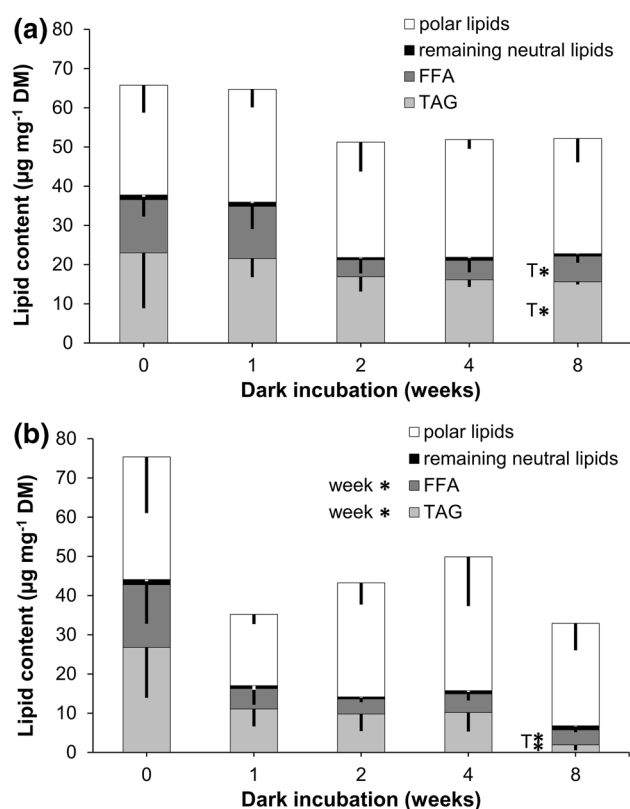 (a)
polar lipids
remaining neutral lipids
FFA
TAG
Lipid content (µg mg⁻¹ DM)
80
70
60
50
40
30
20
10
0
T*
T*
0 1 2 4 8
Dark incubation (weeks)
(b)
polar lipids
remaining neutral lipids
week * FFA
week * TAG
Lipid content (µg mg⁻¹ DM)
80
70
60
50
40
30
20
10
0
T**
0 1 2 4 8
Dark incubation (weeks)